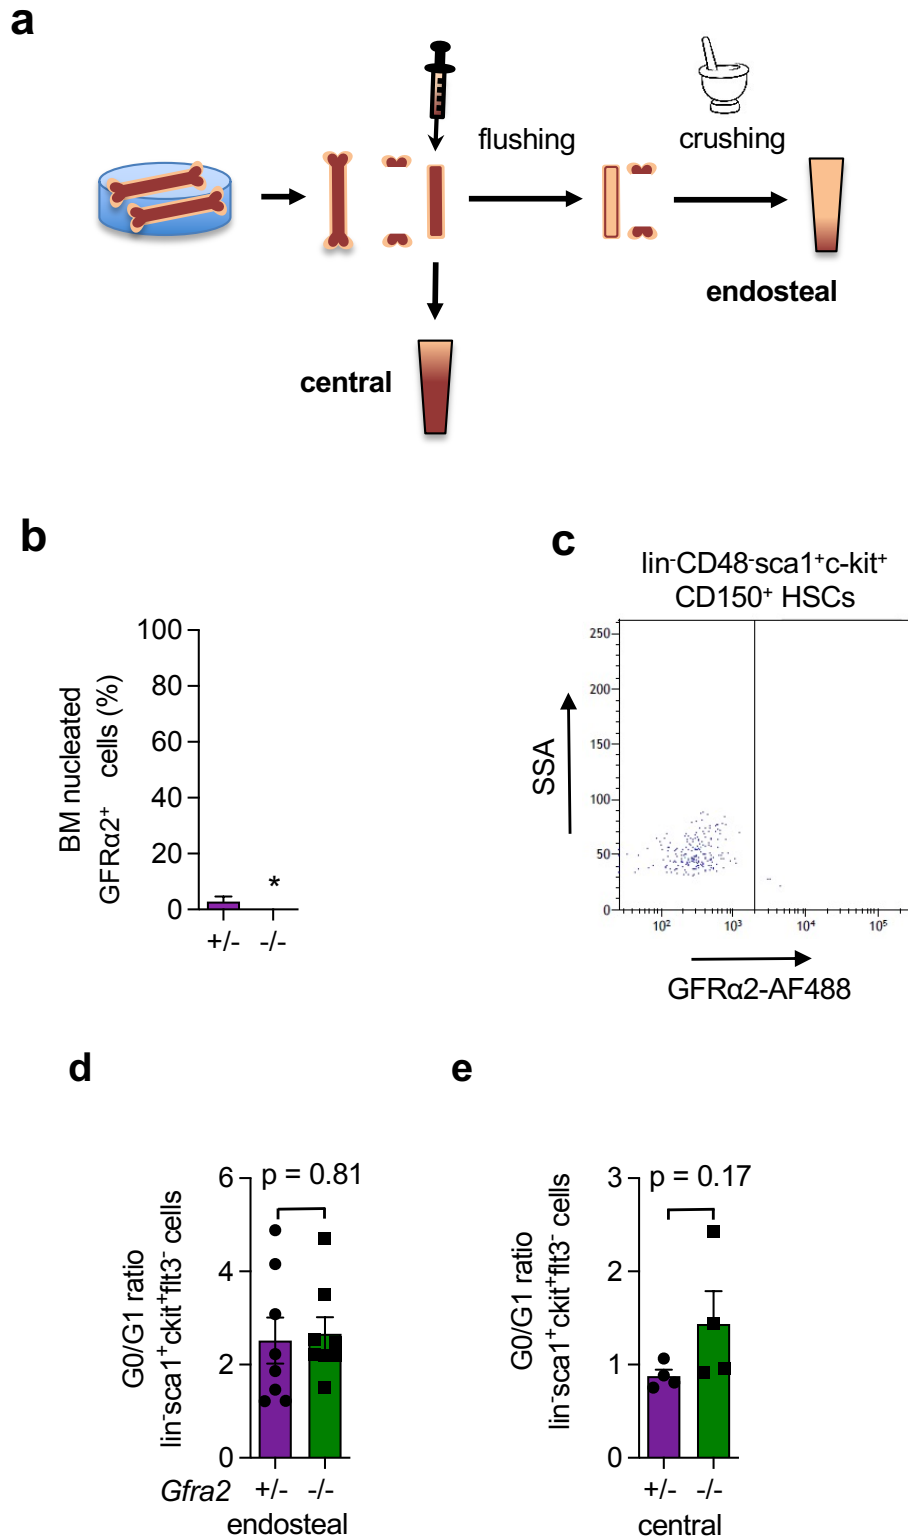 a
flushing
crushing
endosteal
central
b
BM nucleated
GFRα2⁺ cells (%)
100
80
60
40
20
0
*
+/- -/-
c
lin⁻CD48⁻sca1⁺c-kit⁺
CD150⁺ HSCs
SSA
250
200
150
100
50
0
10² 10³ 10⁴ 10⁵
GFRα2-AF488
d
G0/G1 ratio
lin⁻sca1⁺ckit⁺flt3⁻ cells
6
4
2
0
p = 0.81
Gfra2 +/- -/-
endosteal
e
G0/G1 ratio
lin⁻sca1⁺ckit⁺flt3⁻ cells
3
2
1
0
p = 0.17
+/- -/-
central